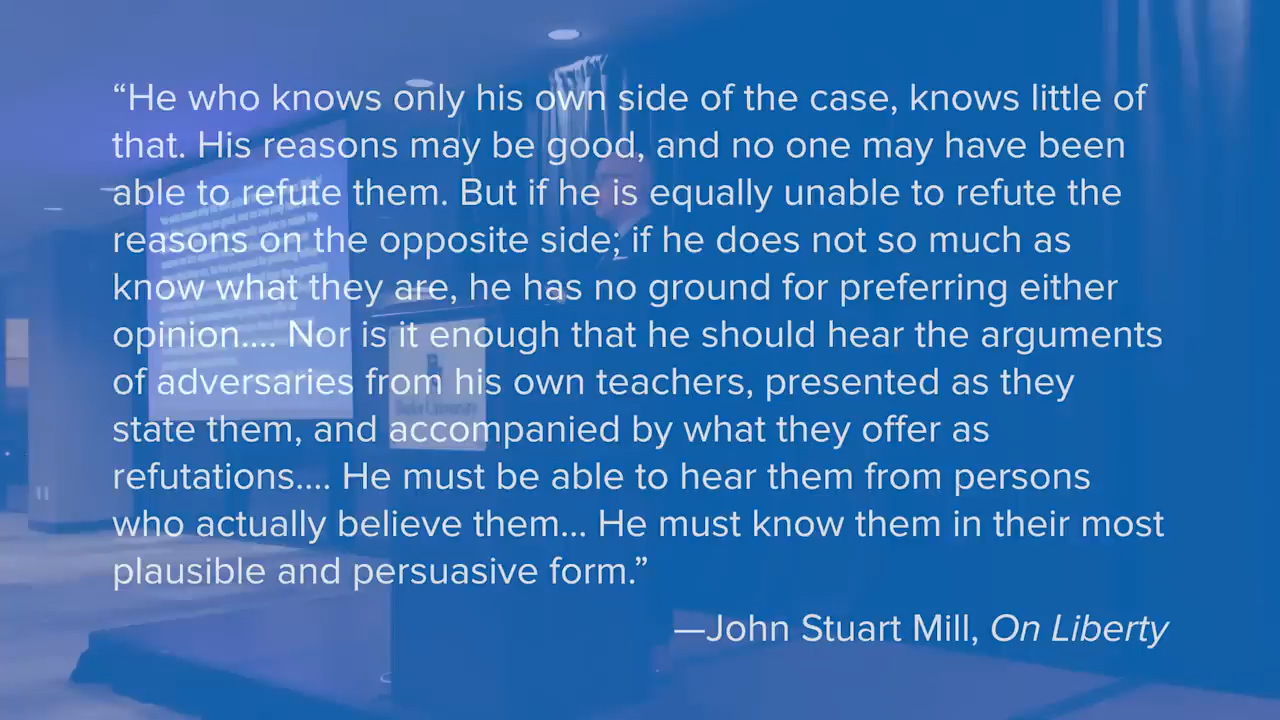 “He who knows only his own side of the case, knows little of
that. His reasons may be good, and no one may have been
able to refute them. But if he is equally unable to refute the
reasons on the opposite side; if he does not so much as
know what they are, he has no ground for preferring either
opinion.... Nor is it enough that he should hear the arguments
of adversaries from his own teachers, presented as they
state them, and accompanied by what they offer as
refutations.... He must be able to hear them from persons
who actually believe them... He must know them in their most
plausible and persuasive form.”
—John Stuart Mill, On Liberty